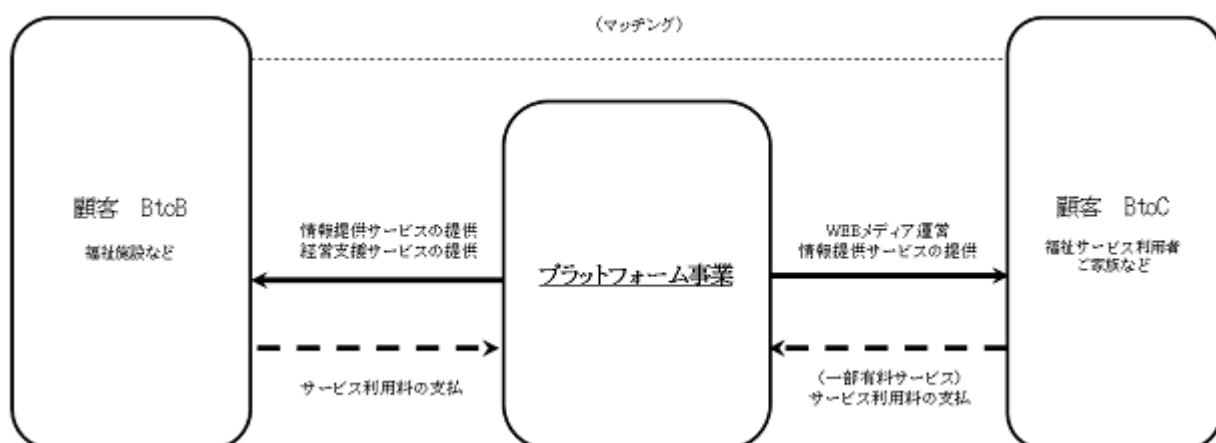 (マッチング)
顧客 BtoB
福祉施設など
情報提供サービスの提供
経営支援サービスの提供
サービス利用料の支払
プラットフォーム事業
WEBメディア運営
情報提供サービスの提供
(一部有料サービス)
サービス利用料の支払
顧客 BtoC
福祉サービス利用者
ご家族など